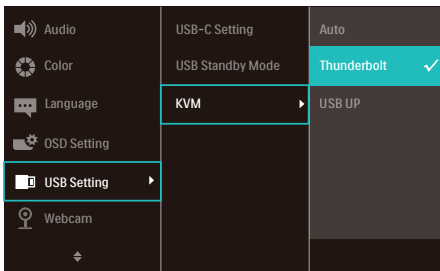 Audio
Color
Language
OSD Setting
USB Setting
Webcam
USB-C Setting
USB Standby Mode
KVM
Auto
Thunderbolt
USB UP